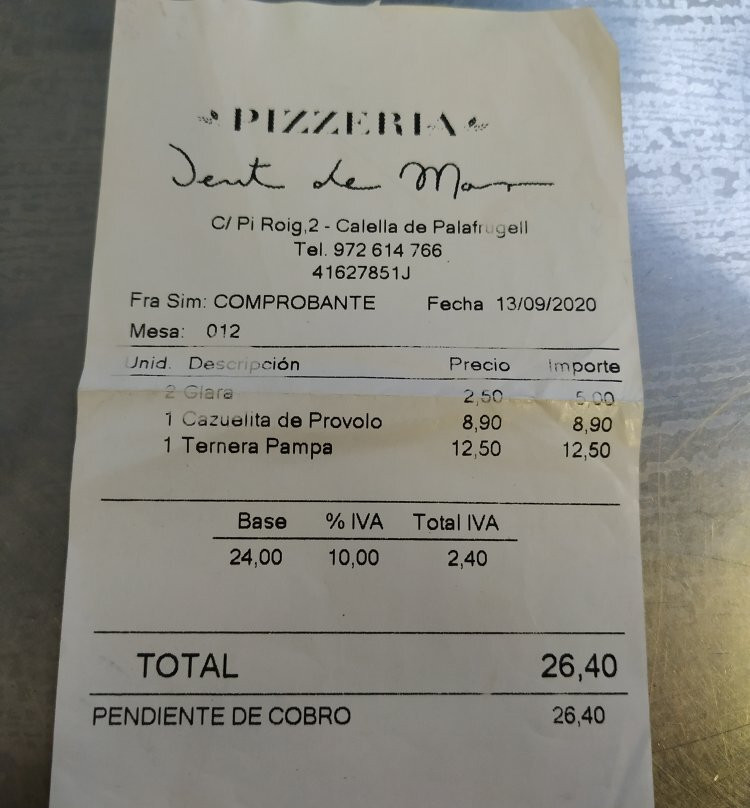 PIZZERIA
Vent de Mar
C/ Pi Roig,2 - Calella de Palafrugell
Tel. 972 614 766
41627851J
Fra Sim: COMPROBANTE Fecha 13/09/2020
Mesa: 012
Unid. Descripción Precio Importe
2 Clara 2,50 5,00
1 Cazuelita de Provolo 8,90 8,90
1 Ternera Pampa 12,50 12,50
Base % IVA Total IVA
24,00 10,00 2,40
TOTAL 26,40
PENDIENTE DE COBRO 26,40